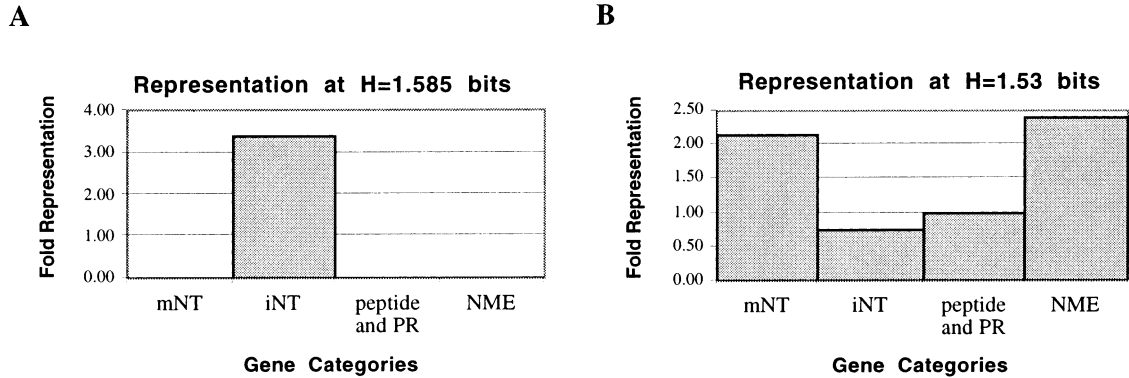 A
Representation at H=1.585 bits
Fold Representation
4.00
3.00
2.00
1.00
0.00
mNT iNT peptide and PR NME
Gene Categories
B
Representation at H=1.53 bits
Fold Representation
2.50
2.00
1.50
1.00
0.50
0.00
mNT iNT peptide and PR NME
Gene Categories